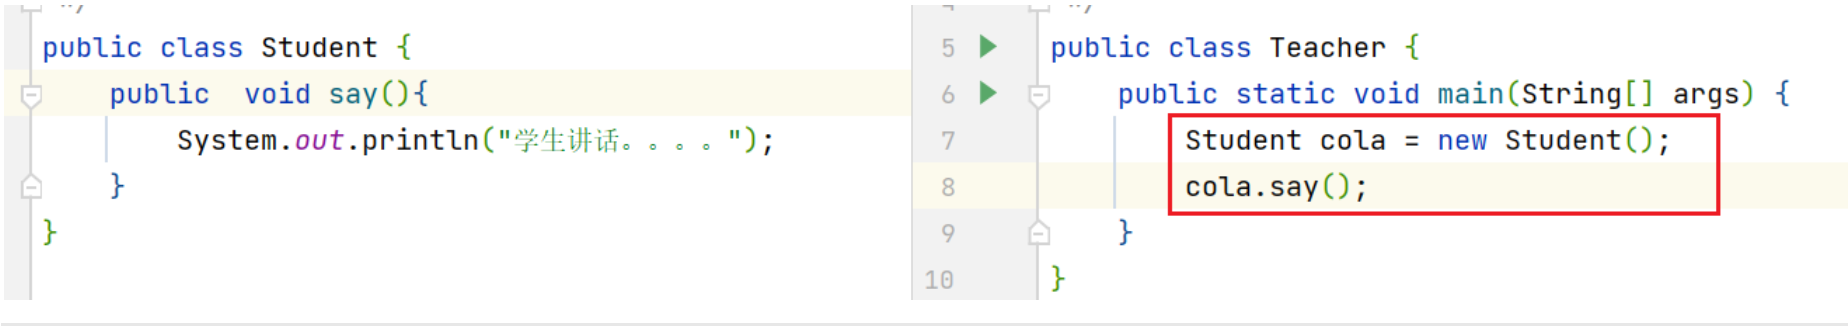 public class Student {
public  void say(){
System.out.println("学生讲话。。。。");
}
}
5 public class Teacher {
6 public static void main(String[] args) {
7 Student cola = new Student();
8 cola.say();
9 }
10 }